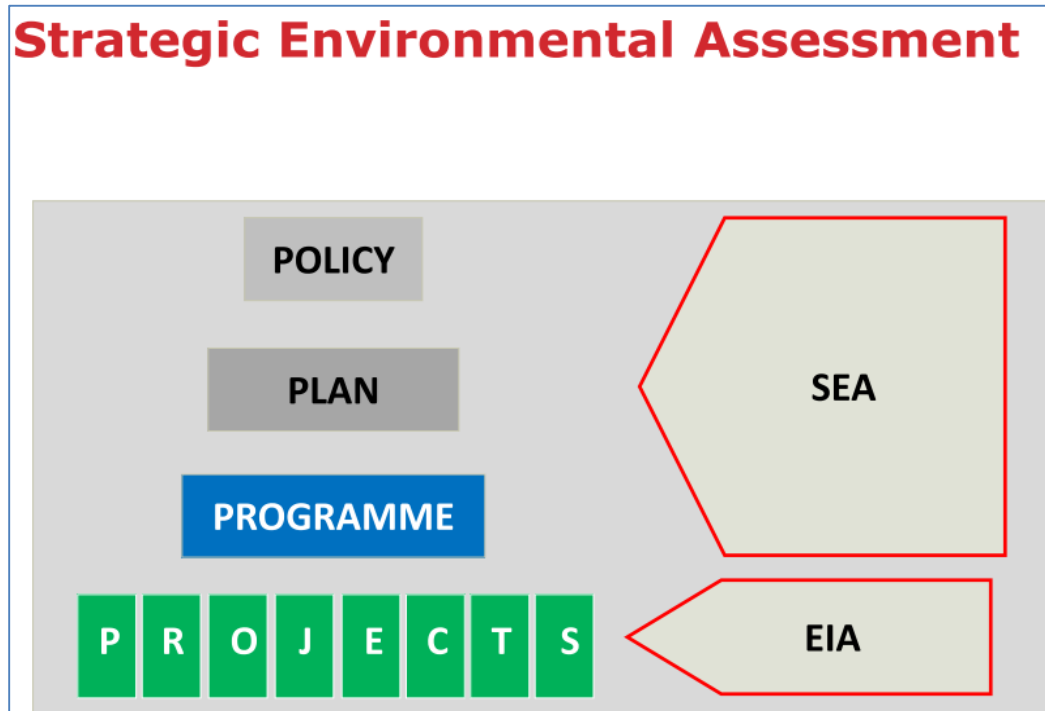 Strategic Environmental Assessment
POLICY
PLAN
SEA
PROGRAMME
P R O J E C T S
EIA